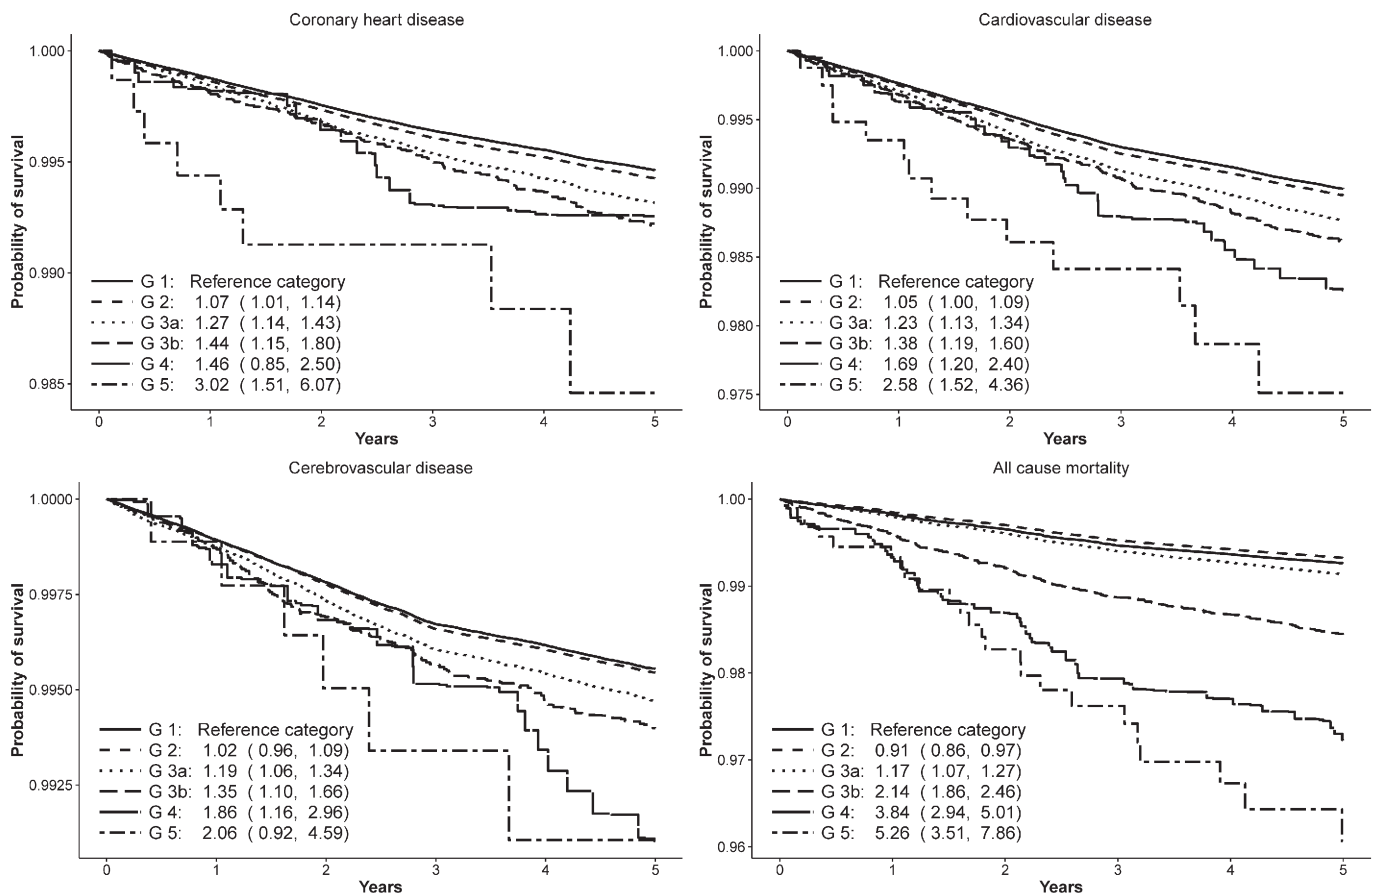 Coronary heart disease
Probability of survival
1.000
0.995
0.990
0.985
G 1: Reference category
G 2: 1.07 ( 1.01, 1.14)
G 3a: 1.27 ( 1.14, 1.43)
G 3b: 1.44 ( 1.15, 1.80)
G 4: 1.46 ( 0.85, 2.50)
G 5: 3.02 ( 1.51, 6.07)
0 1 2 3 4 5
Years
Cardiovascular disease
Probability of survival
1.000
0.995
0.990
0.985
0.980
0.975
G 1: Reference category
G 2: 1.05 ( 1.00, 1.09)
G 3a: 1.23 ( 1.13, 1.34)
G 3b: 1.38 ( 1.19, 1.60)
G 4: 1.69 ( 1.20, 2.40)
G 5: 2.58 ( 1.52, 4.36)
0 1 2 3 4 5
Years
Cerebrovascular disease
Probability of survival
1.0000
0.9975
0.9950
0.9925
G 1: Reference category
G 2: 1.02 ( 0.96, 1.09)
G 3a: 1.19 ( 1.06, 1.34)
G 3b: 1.35 ( 1.10, 1.66)
G 4: 1.86 ( 1.16, 2.96)
G 5: 2.06 ( 0.92, 4.59)
0 1 2 3 4 5
Years
All cause mortality
Probability of survival
1.00
0.99
0.98
0.97
0.96
G 1: Reference category
G 2: 0.91 ( 0.86, 0.97)
G 3a: 1.17 ( 1.07, 1.27)
G 3b: 2.14 ( 1.86, 2.46)
G 4: 3.84 ( 2.94, 5.01)
G 5: 5.26 ( 3.51, 7.86)
0 1 2 3 4 5
Years